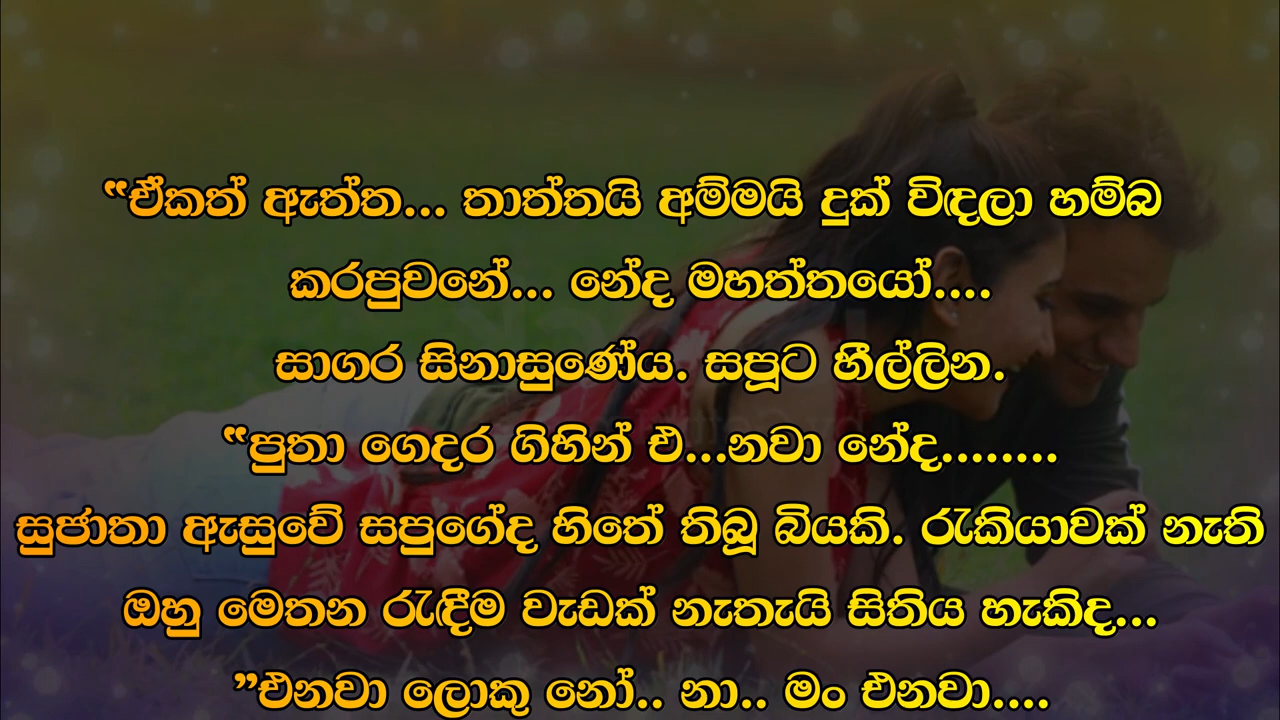 “ඒකත් ඇත්ත... තාත්තයි අම්මයි දුක් විඳලා හම්බ
කරපුවනේ... නේද මහත්තයෝ....
සාගර සිනාසුණේය. සපූට හීල්ලින.
“පුතා ගෙදර ගිහින් එ...නවා නේද........
සුජාතා ඇසුවේ සපුගේද හිතේ තිබූ බියකි. රැකියාවක් නැති
ඔහු මෙතන රැඳීම වැඩක් නැතැයි සිතිය හැකිද...
”එනවා ලොකු නෝ.. නා.. මං එනවා....